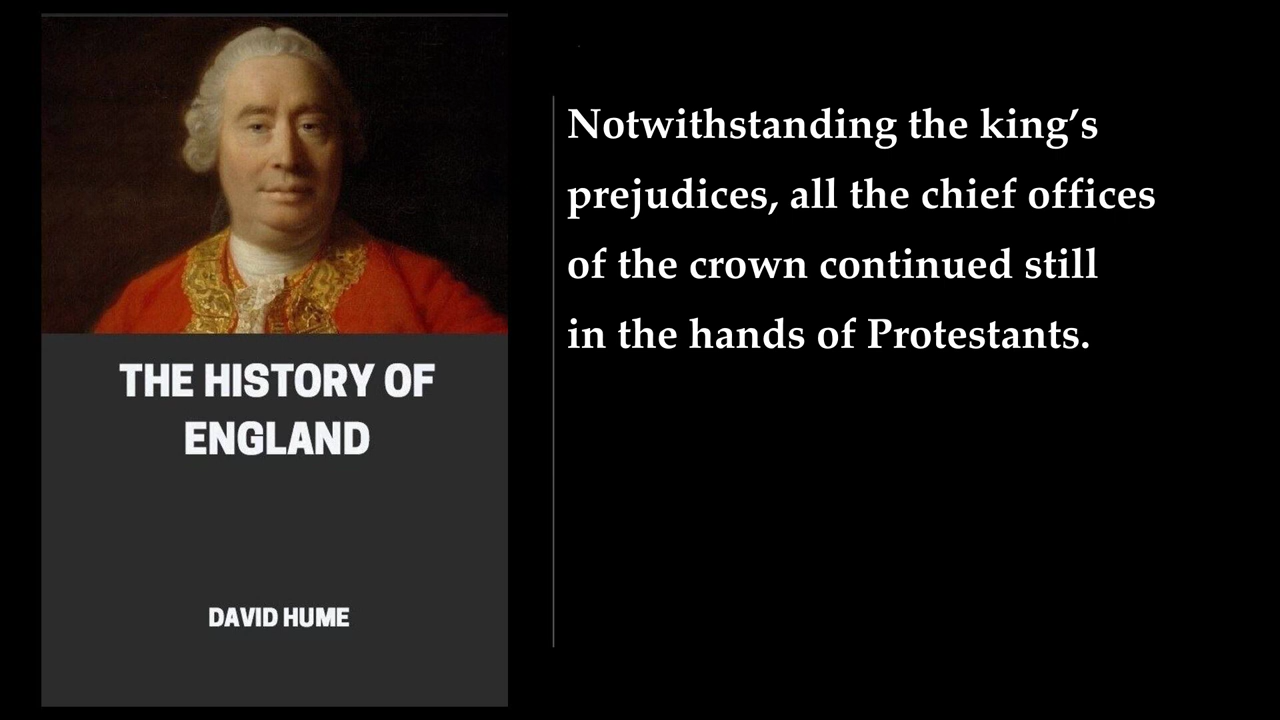 THE HISTORY OF
ENGLAND
DAVID HUME
Notwithstanding the king’s
prejudices, all the chief offices
of the crown continued still
in the hands of Protestants.